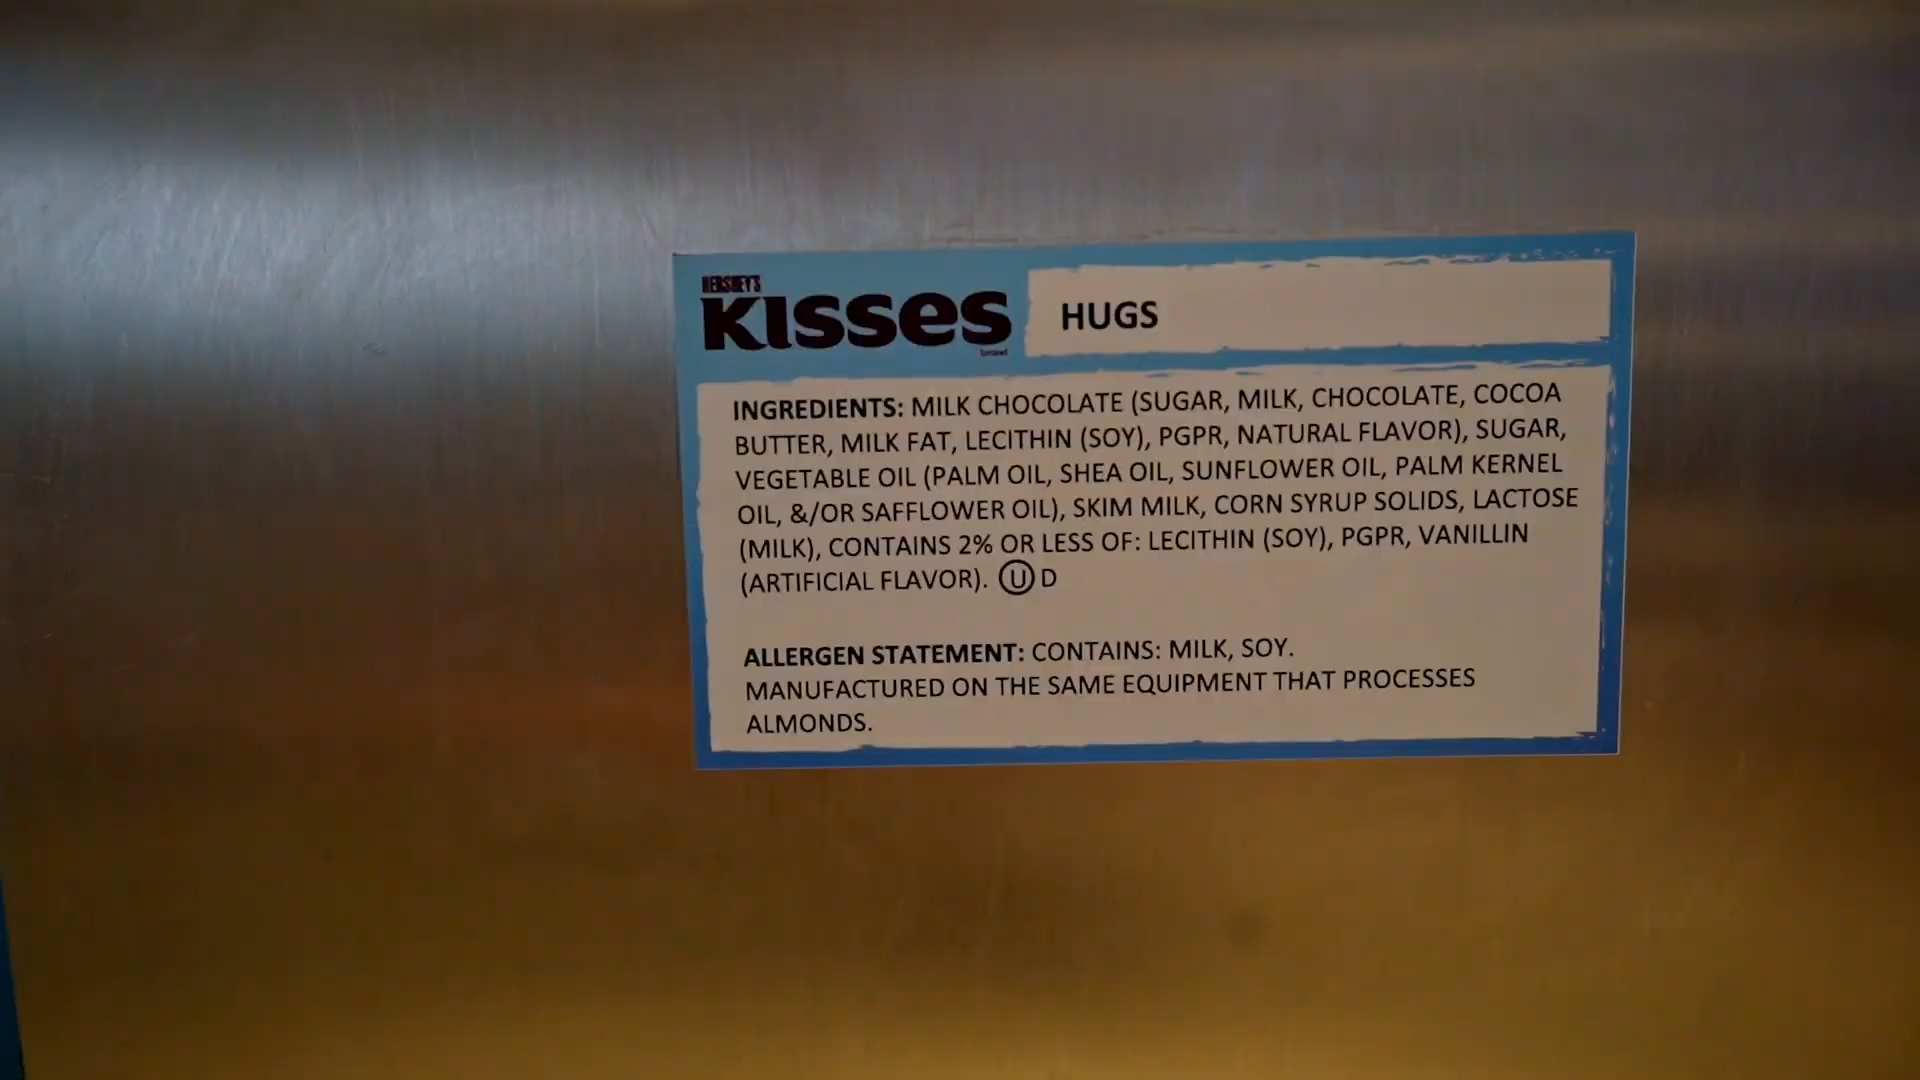 HERSHEY'S
KISSES
brand
HUGS
INGREDIENTS: MILK CHOCOLATE (SUGAR, MILK, CHOCOLATE, COCOA
BUTTER, MILK FAT, LECITHIN (SOY), PGPR, NATURAL FLAVOR), SUGAR,
VEGETABLE OIL (PALM OIL, SHEA OIL, SUNFLOWER OIL, PALM KERNEL
OIL, &/OR SAFFLOWER OIL), SKIM MILK, CORN SYRUP SOLIDS, LACTOSE
(MILK), CONTAINS 2% OR LESS OF: LECITHIN (SOY), PGPR, VANILLIN
(ARTIFICIAL FLAVOR). Ⓤ D
ALLERGEN STATEMENT: CONTAINS: MILK, SOY.
MANUFACTURED ON THE SAME EQUIPMENT THAT PROCESSES
ALMONDS.